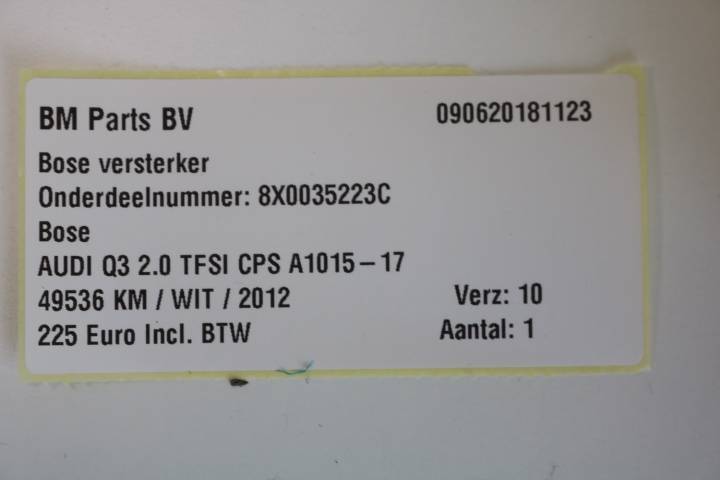 BM Parts BV 090620181123
Bose versterker
Onderdeelnummer: 8X0035223C
Bose
AUDI Q3 2.0 TFSI CPS A1015-17
49536 KM / WIT / 2012 Verz: 10
225 Euro Incl. BTW Aantal: 1